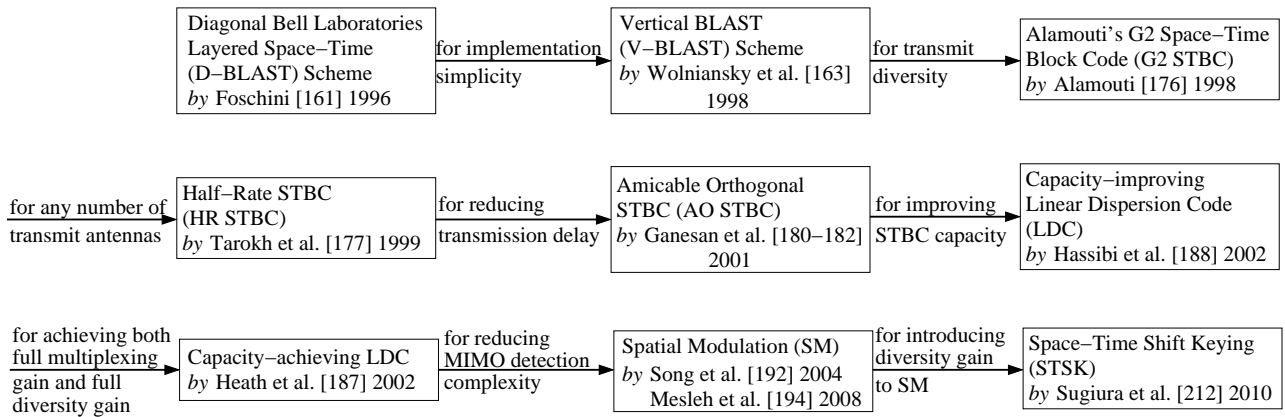 Diagonal Bell Laboratories
Layered Space−Time
(D−BLAST) Scheme
by Foschini [161] 1996
for implementation
simplicity
Vertical BLAST
(V−BLAST) Scheme
by Wolniansky et al. [163]
1998
for transmit
diversity
Alamouti's G2 Space−Time
Block Code (G2 STBC)
by Alamouti [176] 1998
for any number of
transmit antennas
Half−Rate STBC
(HR STBC)
by Tarokh et al. [177] 1999
for reducing
transmission delay
Amicable Orthogonal
STBC (AO STBC)
by Ganesan et al. [180−182]
2001
for improving
STBC capacity
Capacity−improving
Linear Dispersion Code
(LDC)
by Hassibi et al. [188] 2002
for achieving both
full multiplexing
gain and full
diversity gain
Capacity−achieving LDC
by Heath et al. [187] 2002
for reducing
MIMO detection
complexity
Spatial Modulation (SM)
by Song et al. [192] 2004
Mesleh et al. [194] 2008
for introducing
diversity gain
to SM
Space−Time Shift Keying
(STSK)
by Sugiura et al. [212] 2010